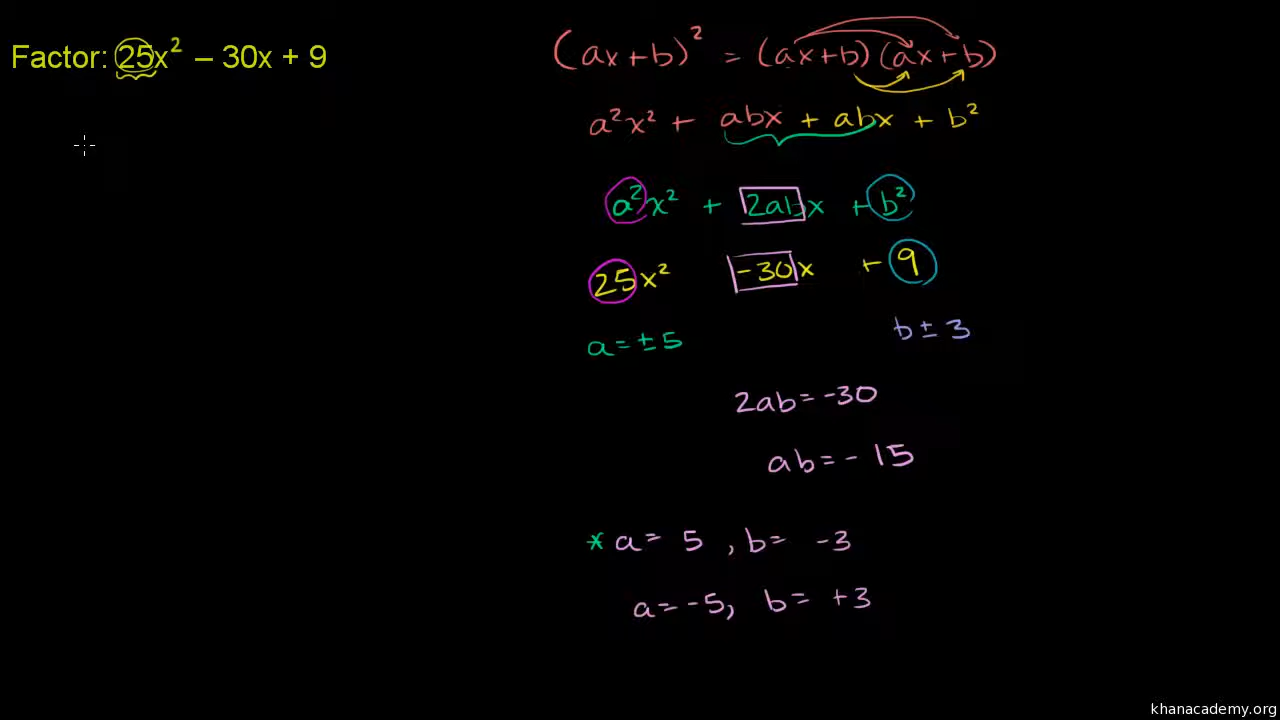 Factor: 25x² – 30x + 9
(ax+b)² = (ax+b)(ax+b)
a²x² + abx + abx + b²
a²x² + 2abx + b²
25x² -30x + 9
a=±5 b±3
2ab=-30
ab=-15
* a= 5 , b= -3
a=-5, b= +3
khanacademy.org